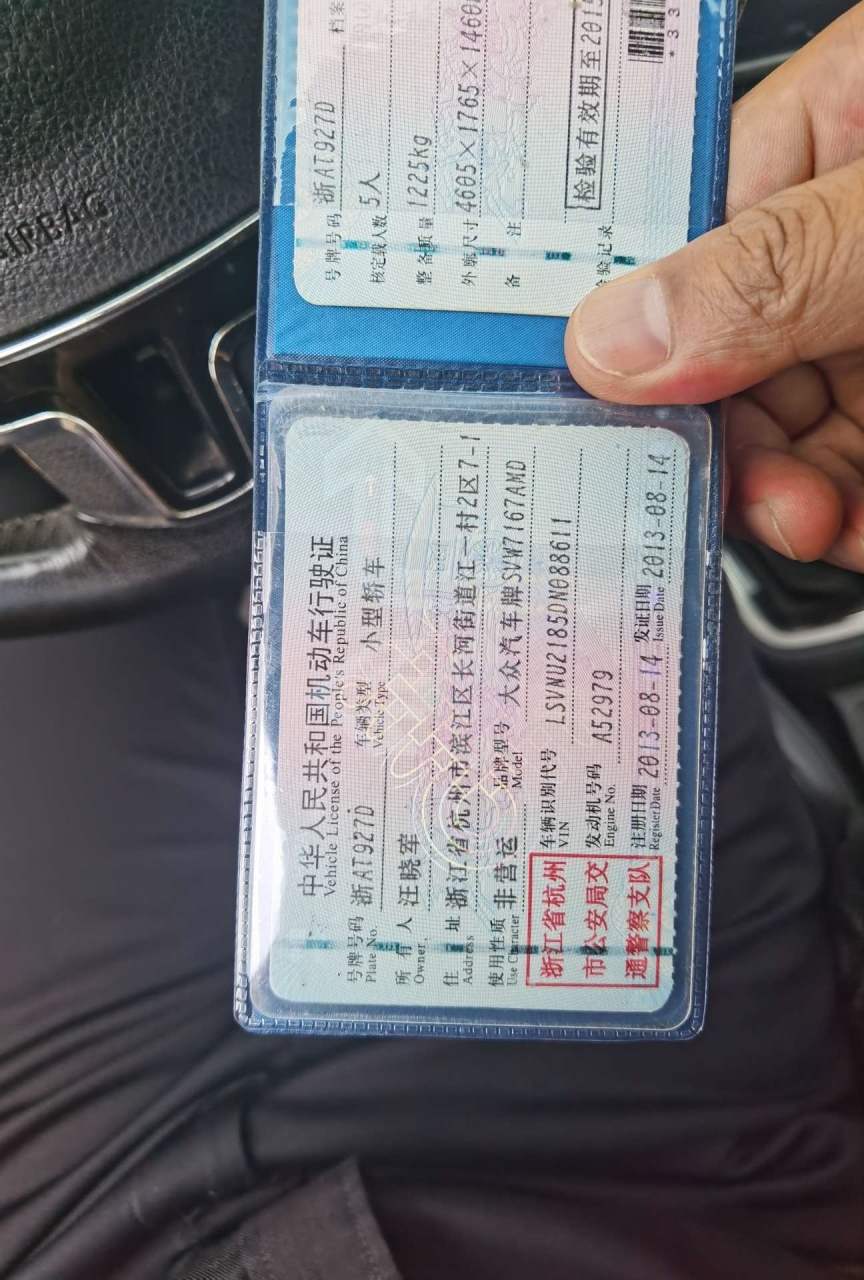 中华人民共和国机动车行驶证
Vehicle License of the People's Republic of China
号牌号码 浙AT927D 车辆类型 小型轿车
Plate No. Vehicle Type
所有人 汪晓军
Owner
住址 浙江省杭州市滨江区长河街道江一村2区7-1
Address
使用性质 非营运 品牌型号 大众汽车牌SVW7167AMD
Use Character Model
车辆识别代号 LSVNU2185DN088611
VIN
发动机号码 A52979
Engine No.
注册日期 2013-08-14 发证日期 2013-08-14
Register Date Issue Date
浙江省杭州
市公安局交
通警察支队
号牌号码 浙AT927D 档案
核定载人数 5人
整备质量 1225kg
外廓尺寸 4605×1765×1460
备注
检验记录
检验有效期至2015
*33
AIRBAG